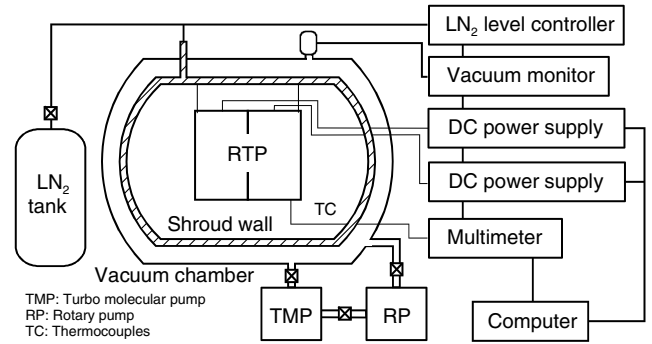 LN₂ level controller
Vacuum monitor
DC power supply
RTP
LN₂
tank
DC power supply
TC
Shroud wall
Multimeter
Vacuum chamber
TMP: Turbo molecular pump
RP: Rotary pump
TC: Thermocouples
TMP
RP
Computer